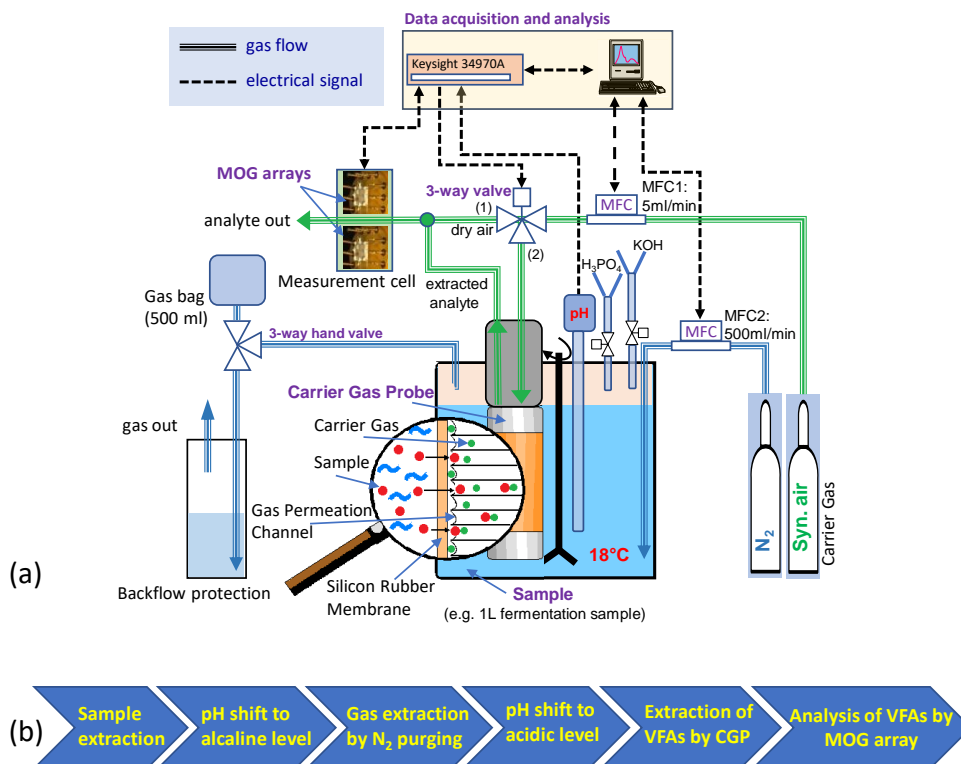 Data acquisition and analysis
gas flow
electrical signal
Keysight 34970A
MOG arrays
3-way valve
MFC1:
5ml/min
MFC
analyte out
(1)
dry air
(2)
KOH
H₃PO₄
Measurement cell
extracted
analyte
Gas bag
(500 ml)
3-way hand valve
pH
MFC
MFC2:
500ml/min
Carrier Gas Probe
gas out
Carrier Gas
Sample
Gas Permeation
Channel
N₂
Syn. air
Carrier Gas
18°C
(a)
Backflow protection
Silicon Rubber
Membrane
Sample
(e.g. 1L fermentation sample)
(b)
Sample
extraction
pH shift to
alcaline level
Gas extraction
by N₂ purging
pH shift to
acidic level
Extraction of
VFAs by CGP
Analysis of VFAs by
MOG array